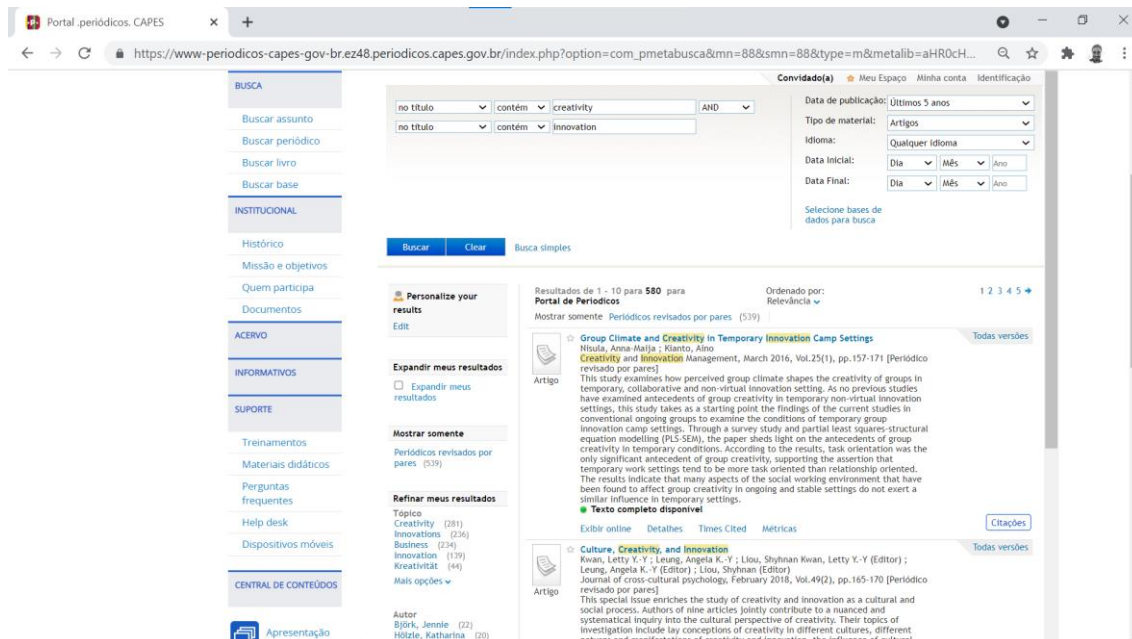 Portal .periódicos. CAPES
https://www-periodicos-capes-gov-br.ez48.periodicos.capes.gov.br/index.php?option=com_pmetabusca&mn=88&smn=88&type=m&metalib=aHR0cH...
BUSCA
Buscar assunto
Buscar periódico
Buscar livro
Buscar base
INSTITUCIONAL
Histórico
Missão e objetivos
Quem participa
Documentos
ACERVO
INFORMATIVOS
SUPORTE
Treinamentos
Materiais didáticos
Perguntas
frequentes
Help desk
Dispositivos móveis
CENTRAL DE CONTEÚDOS
Apresentação
Convidado(a) Meu Espaço Minha conta Identificação
no título contém creativity AND
no título contém innovation
Data de publicação: Últimos 5 anos
Tipo de material: Artigos
Idioma: Qualquer idioma
Data Inicial: Dia Mês Ano
Data Final: Dia Mês Ano
Selecione bases de
dados para busca
Buscar Clear Busca simples
Personalize your
results
Edit
Expandir meus resultados
Expandir meus
resultados
Mostrar somente
Periódicos revisados por
pares (539)
Refinar meus resultados
Tópico
Creativity (281)
Innovations (236)
Business (234)
Innovation (139)
Kreativität (44)
Mais opções
Autor
Björk, Jennie (22)
Hölzle, Katharina (20)
Resultados de 1 - 10 para 580 para
Portal de Periodicos
Ordenado por:
Relevância
1 2 3 4 5
Mostrar somente Periódicos revisados por pares (539)
Artigo
Group Climate and Creativity in Temporary Innovation Camp Settings
Todas versões
Nisula, Anna-Maija ; Kianto, Aino
Creativity and Innovation Management, March 2016, Vol.25(1), pp.157-171 [Periódico
revisado por pares]
This study examines how perceived group climate shapes the creativity of groups in
temporary, collaborative and non-virtual innovation setting. As no previous studies
have examined antecedents of group creativity in temporary non-virtual innovation
settings, this study takes as a starting point the findings of the current studies in
conventional ongoing groups to examine the conditions of temporary group
innovation camp settings. Through a survey study and partial least squares-structural
equation modelling (PLS-SEM), the paper sheds light on the antecedents of group
creativity in temporary conditions. According to the results, task orientation was the
only significant antecedent of group creativity, supporting the assertion that
temporary work settings tend to be more task oriented than relationship oriented.
The results indicate that many aspects of the social working environment that have
been found to affect group creativity in ongoing and stable settings do not exert a
similar influence in temporary settings.
Texto completo disponível
Exibir online Detalhes Times Cited Métricas
Citações
Artigo
Culture, Creativity, and Innovation
Todas versões
Kwan, Letty Y.-Y ; Leung, Angela K.-Y ; Liou, Shyhnan Kwan, Letty Y.-Y (Editor) ;
Leung, Angela K.-Y (Editor) ; Liou, Shyhnan (Editor)
Journal of cross-cultural psychology, February 2018, Vol.49(2), pp.165-170 [Periódico
revisado por pares]
This special issue enriches the study of creativity and innovation as a cultural and
social process. Authors of nine articles jointly contribute to a nuanced and
systematical inquiry into the cultural perspective of creativity. Their topics of
investigation include lay conceptions of creativity in different cultures, different